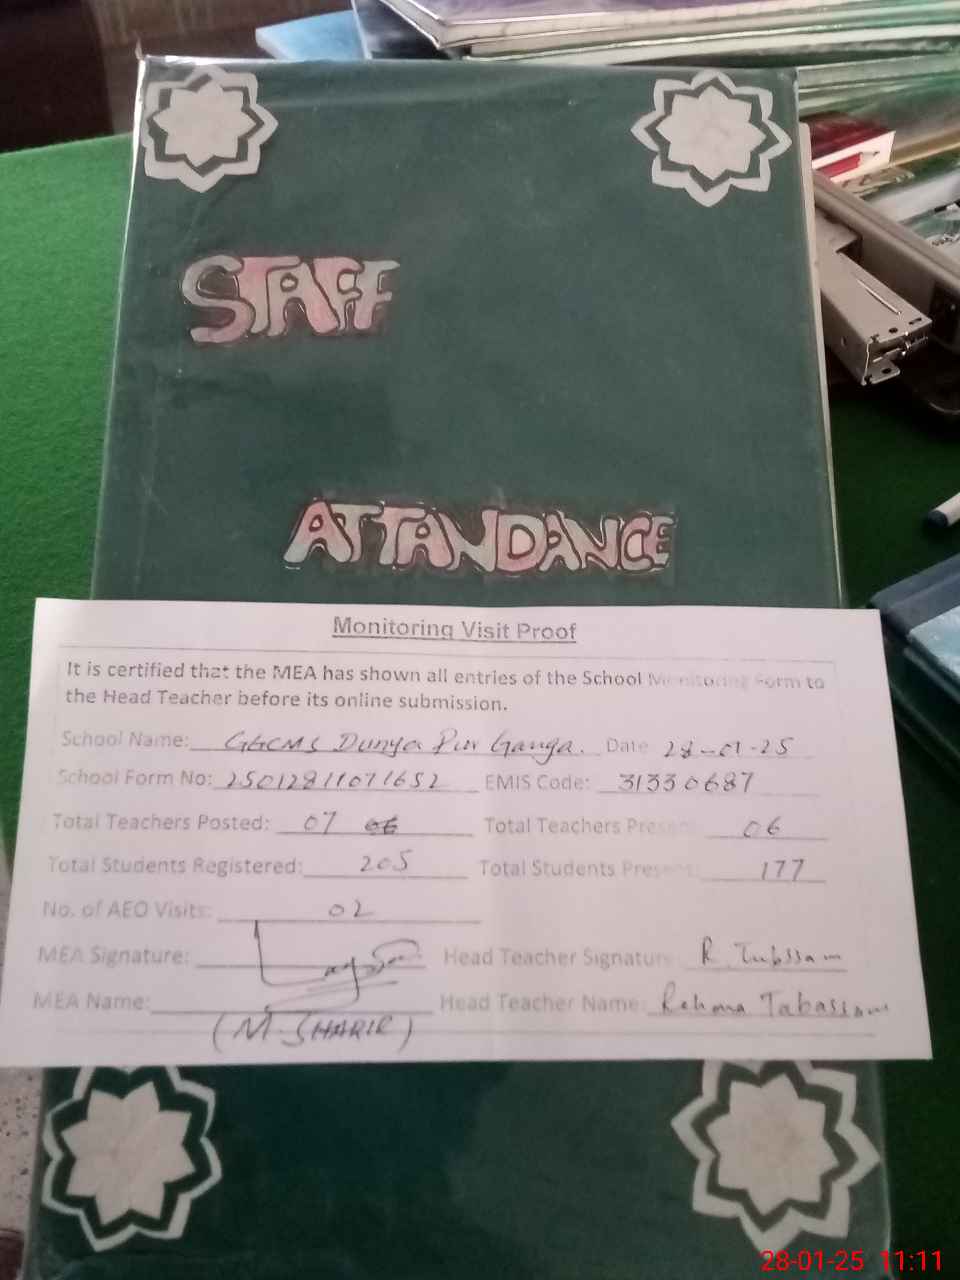 STAFF
ATTANDANCE
Monitoring Visit Proof
It is certified that the MEA has shown all entries of the School Monitoring Form to
the Head Teacher before its online submission.
School Name: GGCMS Dunya Pur Ganga. Date 28-01-25
School Form No: 25012811071652 EMIS Code: 31330687
Total Teachers Posted: 07 06 Total Teachers Present: 06
Total Students Registered: 205 Total Students Present: 177
No. of AEO Visits: 02
MEA Signature: Head Teacher Signature: R. Tubssam
MEA Name: Head Teacher Name: Rehana Tabassam
(M. SHARIF)
28-01-25 11:11